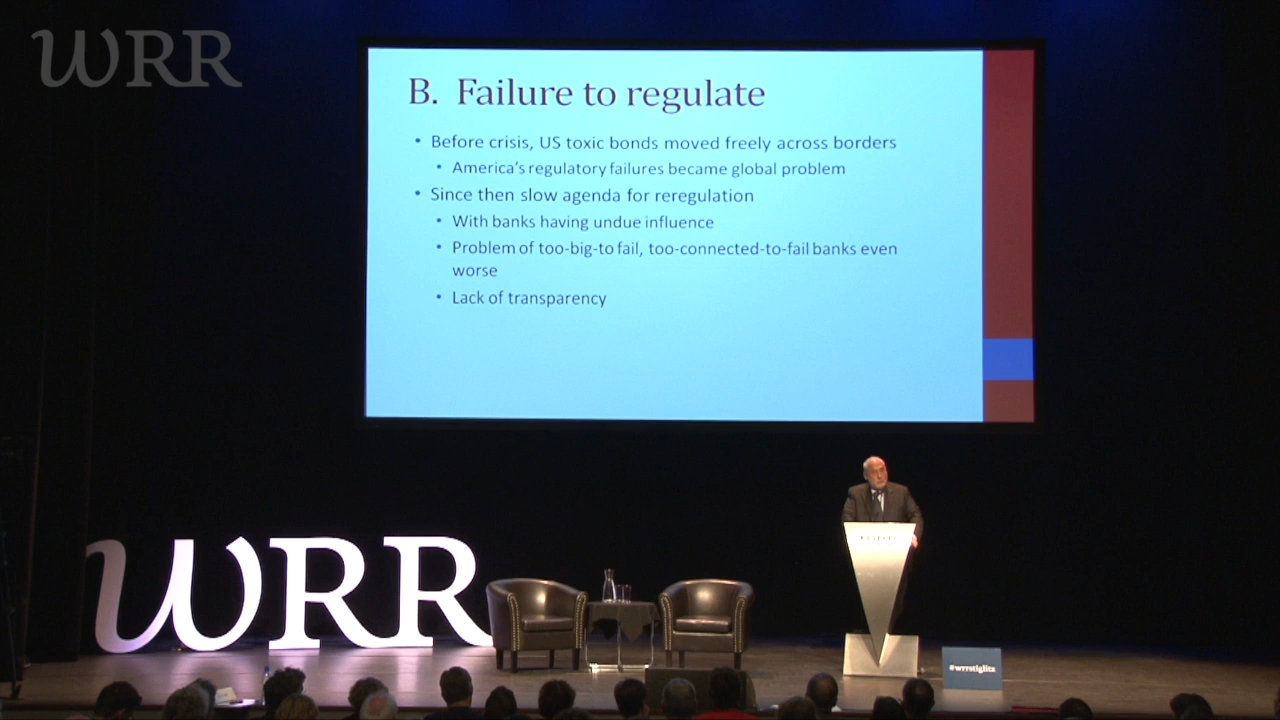 WRR
B. Failure to regulate
• Before crisis, US toxic bonds moved freely across borders
• America's regulatory failures became global problem
• Since then slow agenda for reregulation
• With banks having undue influence
• Problem of too-big-to fail, too-connected-to-fail banks even
worse
• Lack of transparency
WRR
#wrrstiglitz